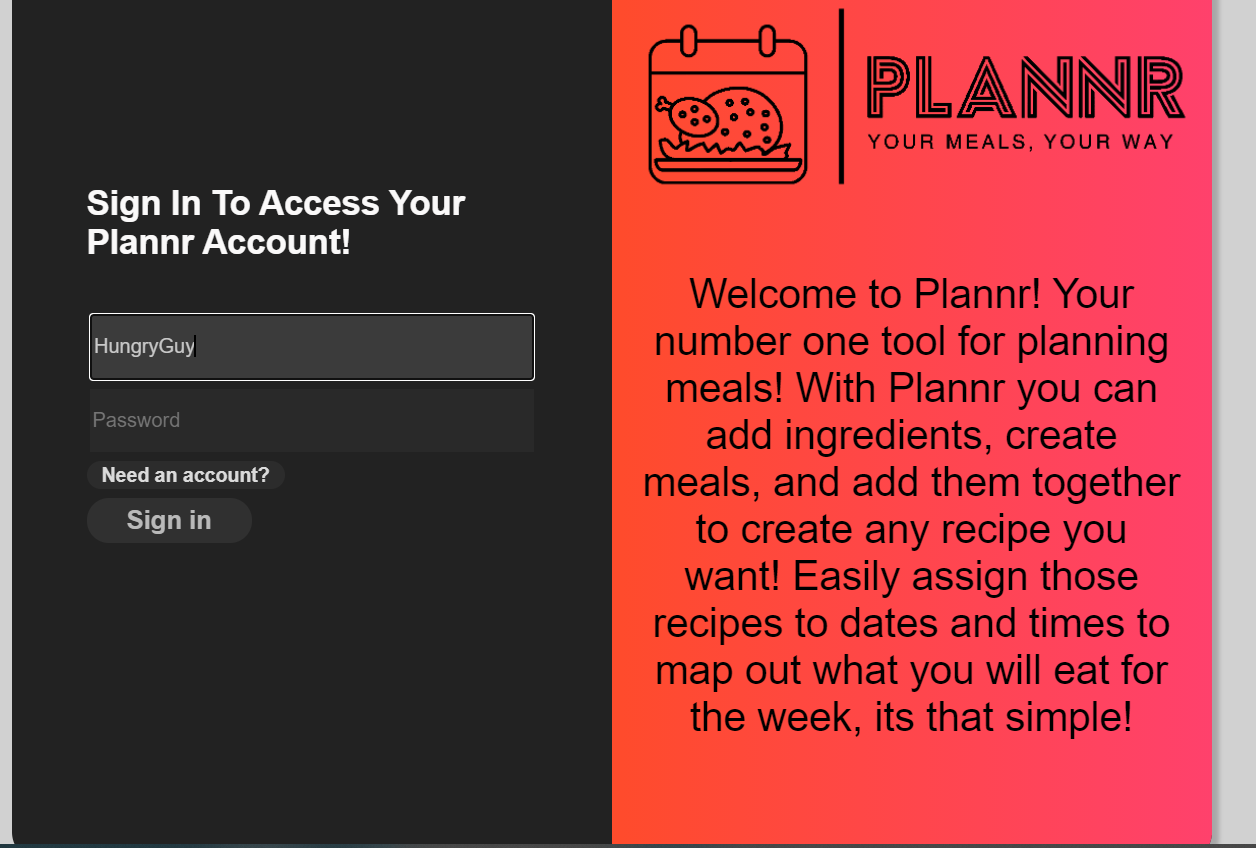 Sign In To Access Your
Plannr Account!
HungryGuy
Password
Need an account?
Sign in
PLANNR
YOUR MEALS, YOUR WAY
Welcome to Plannr! Your
number one tool for planning
meals! With Plannr you can
add ingredients, create
meals, and add them together
to create any recipe you
want! Easily assign those
recipes to dates and times to
map out what you will eat for
the week, its that simple!